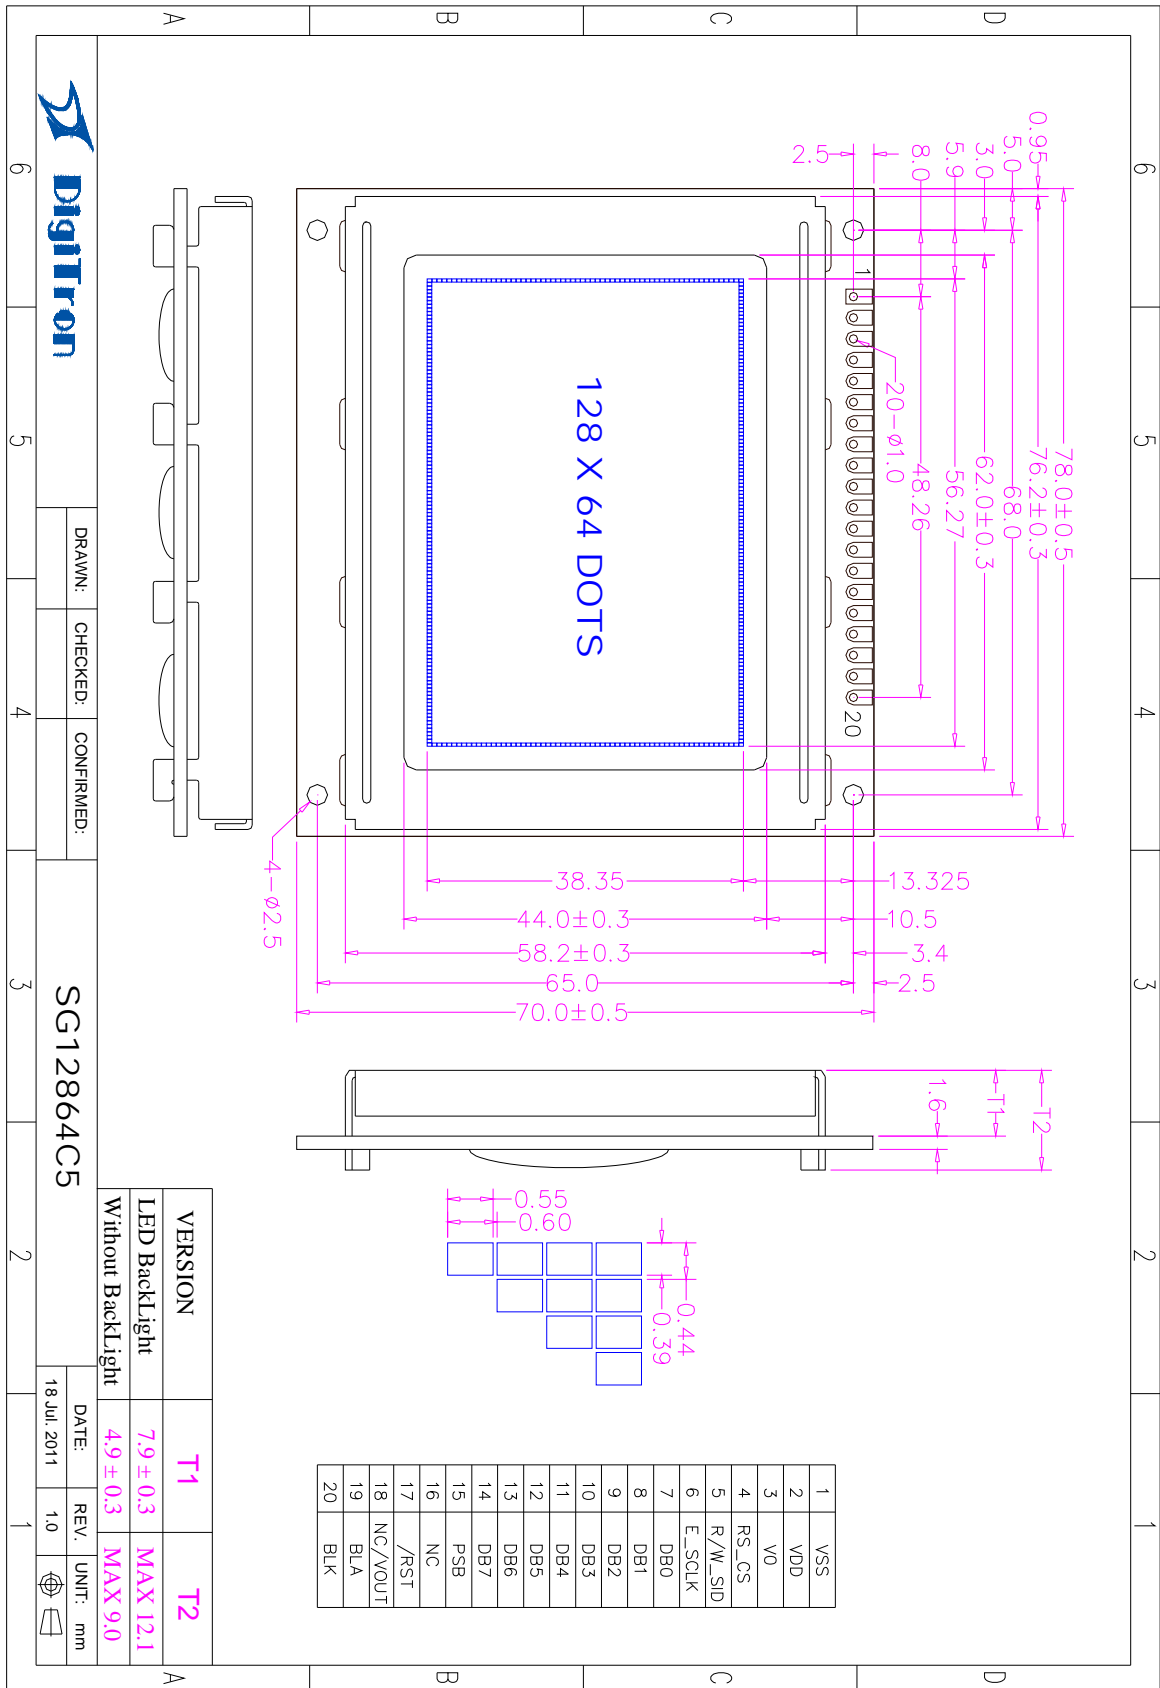 6
5
4
3
2
1
D
C
B
A
0.95
5.0
3.0
5.9
8.0
2.5
78.0±0.5
76.2±0.3
68.0
62.0±0.3
56.27
48.26
20-ø1.0
1
20
128 X 64 DOTS
13.325
10.5
3.4
2.5
38.35
44.0±0.3
58.2±0.3
65.0
70.0±0.5
4-ø2.5
T2
T1
1.6
0.55
0.60
0.44
0.39
1 VSS
2 VDD
3 V0
4 RS_CS
5 R/W_SID
6 E_SCLK
7 DB0
8 DB1
9 DB2
10 DB3
11 DB4
12 DB5
13 DB6
14 DB7
15 PSB
16 NC
17 /RST
18 NC/VOUT
19 BLA
20 BLK
VERSION T1 T2
LED BackLight 7.9±0.3 MAX 12.1
Without BackLight 4.9±0.3 MAX 9.0
DigiTron
DRAWN: CHECKED: CONFIRMED:
SG12864C5
DATE: REV. UNIT: mm
18 Jul. 2011 1.0
6
5
4
3
2
1
D
C
B
A